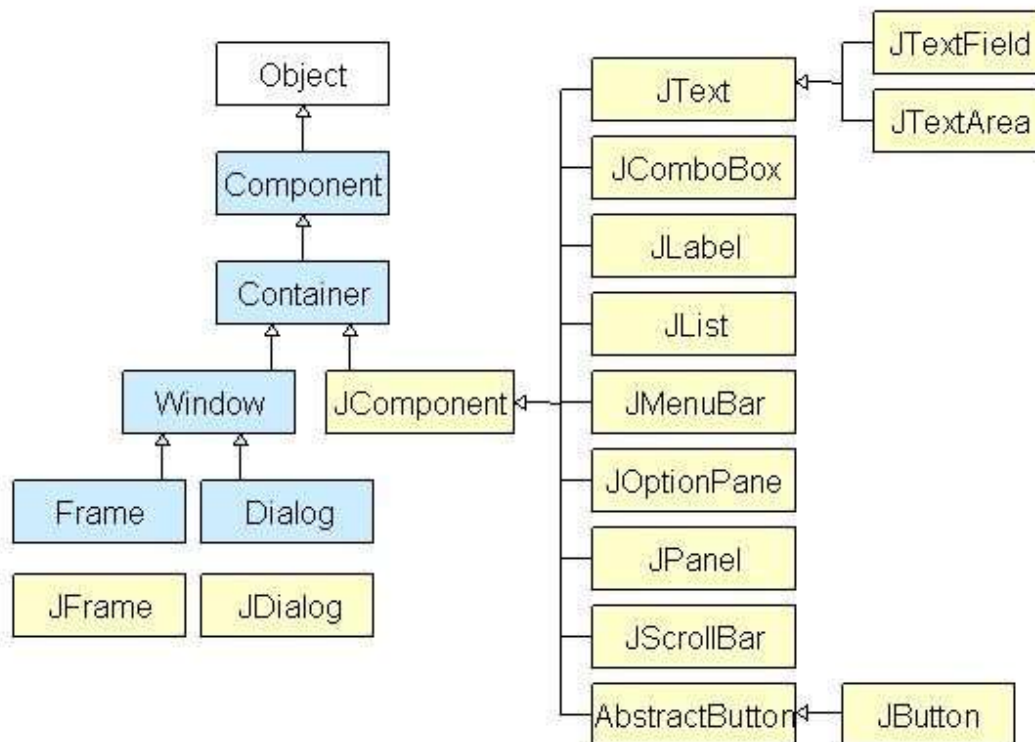 Object
Component
Container
Window
JComponent
Frame
Dialog
JFrame
JDialog
JText
JComboBox
JLabel
JList
JMenuBar
JOptionPane
JPanel
JScrollBar
AbstractButton
JTextField
JTextArea
JButton